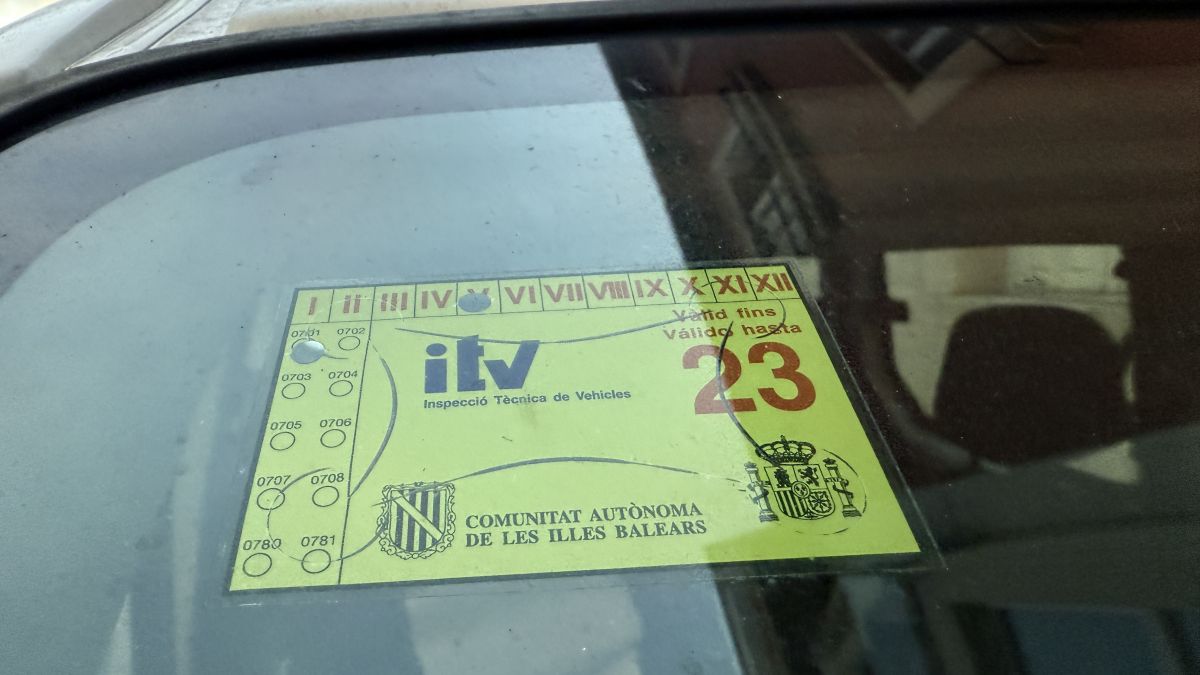 I II III IV V VI VII VIII IX X XI XII
0701 0702
0703 0704
0705 0706
0707 0708
0780 0781
itv
Inspecció Tècnica de Vehicles
Vàlid fins
Válido hasta
23
COMUNITAT AUTÒNOMA
DE LES ILLES BALEARS